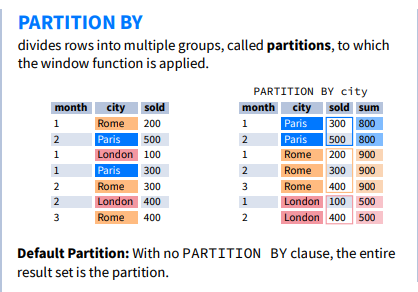 PARTITION BY
divides rows into multiple groups, called partitions, to which
the window function is applied.
PARTITION BY city
month city sold
1 Rome 200
2 Paris 500
1 London 100
1 Paris 300
2 Rome 300
2 London 400
3 Rome 400
month city sold sum
1 Paris 300 800
2 Paris 500 800
1 Rome 200 900
2 Rome 300 900
3 Rome 400 900
1 London 100 500
2 London 400 500
Default Partition: With no PARTITION BY clause, the entire
result set is the partition.